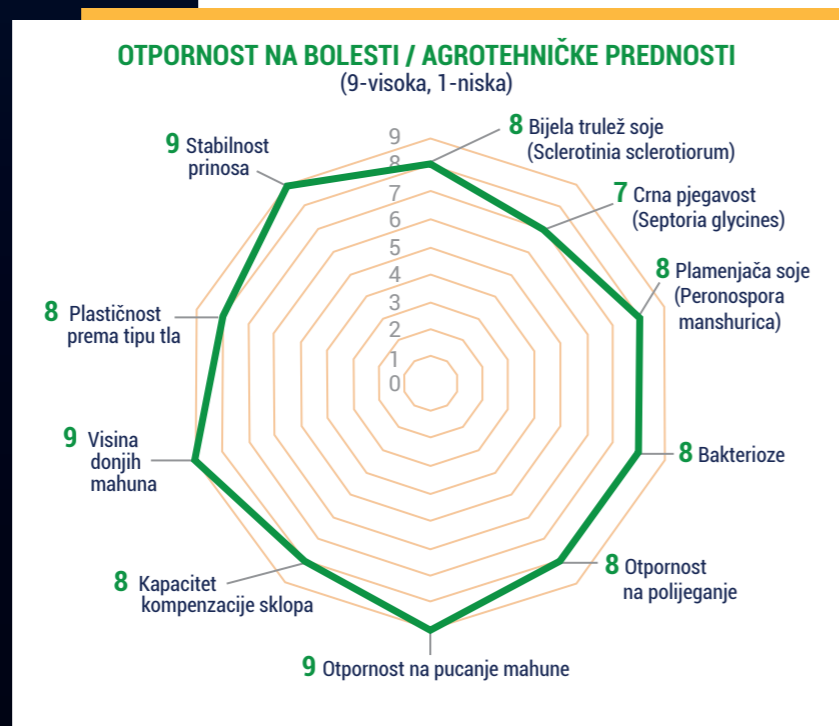 OTPORNOST NA BOLESTI / AGROTEHNIČKE PREDNOSTI
(9-visoka, 1-niska)
9
8
7
6
5
4
3
2
1
0
8 Bijela trulež soje
(Sclerotinia sclerotiorum)
7 Crna pjegavost
(Septoria glycines)
8 Plamenjača soje
(Peronospora
manshurica)
8 Bakterioze
8 Otpornost
na polijeganje
9 Otpornost na pucanje mahune
8 Kapacitet
kompenzacije sklopa
9 Visina
donjih
mahuna
8 Plastičnost
prema tipu tla
9 Stabilnost
prinosa